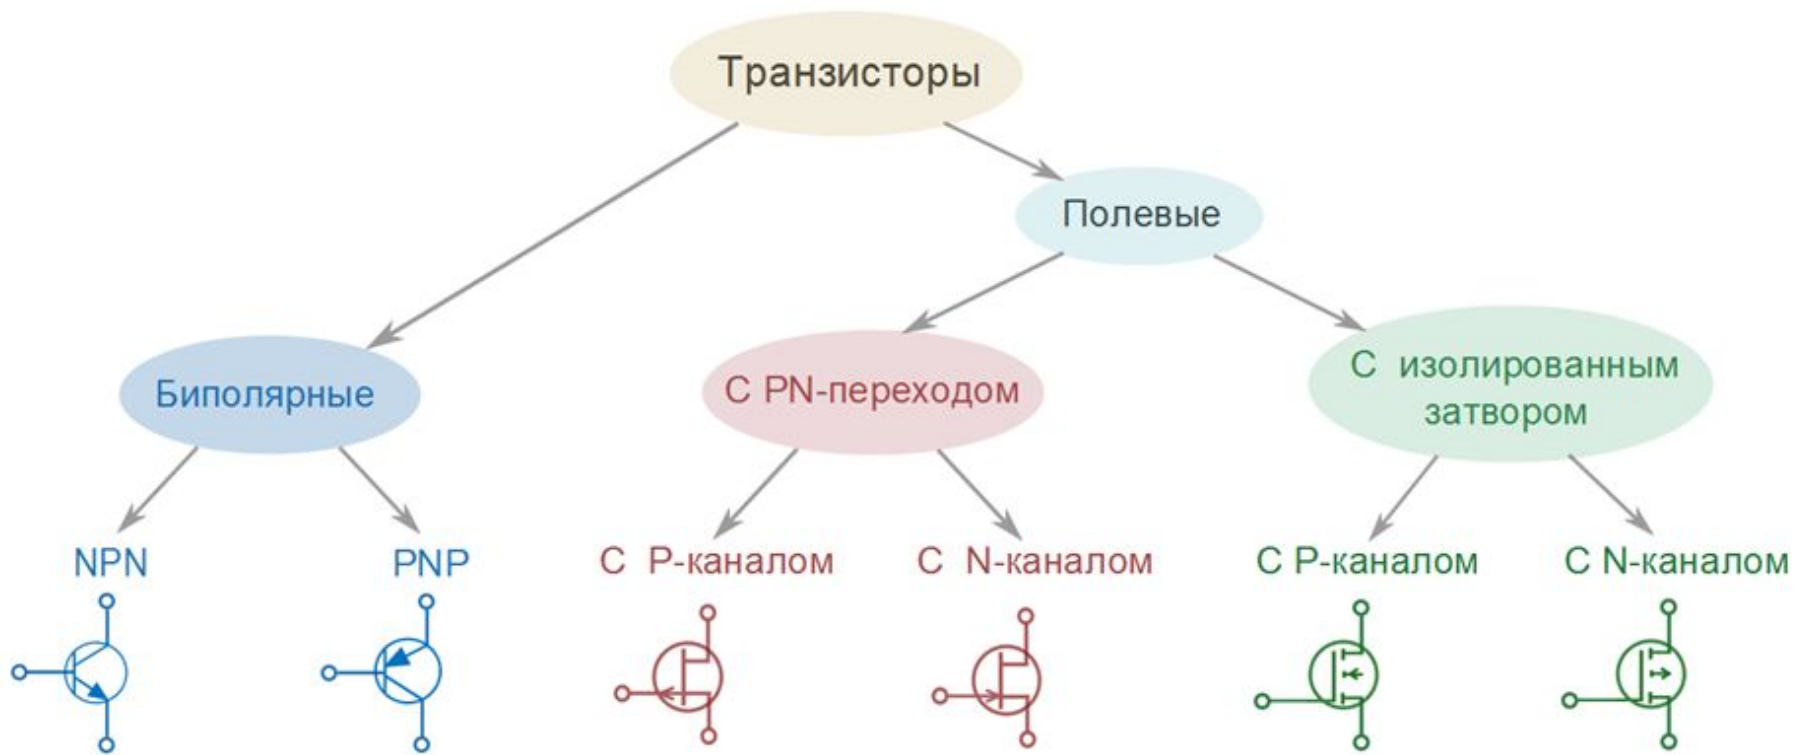 Транзисторы
Полевые
Биполярные
С PN-переходом
С изолированным
затвором
NPN
PNP
С P-каналом
С N-каналом
С P-каналом
С N-каналом